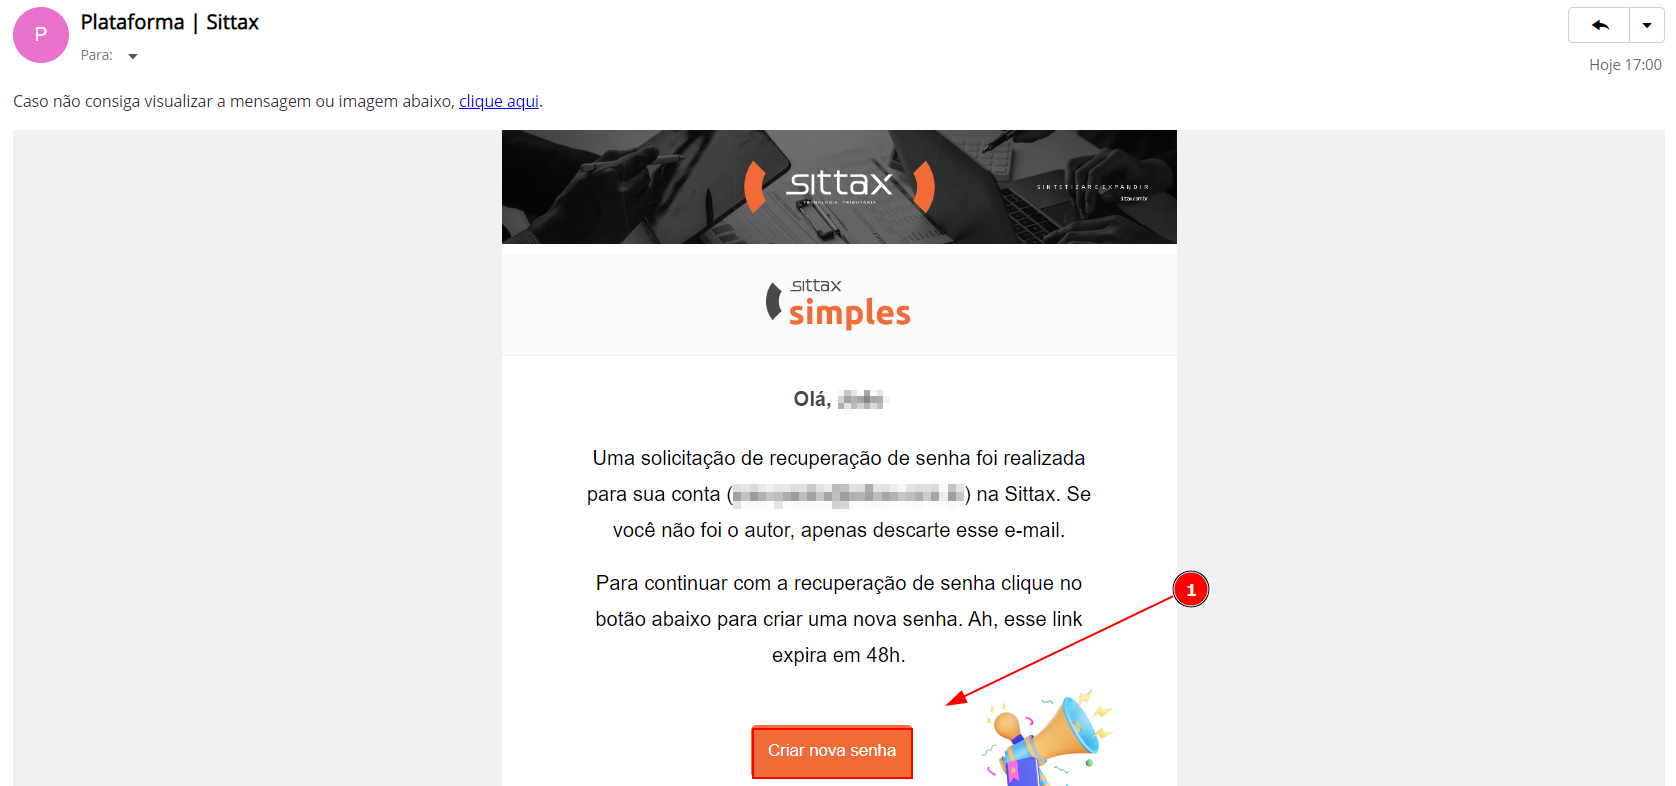 P
Plataforma | Sittax
Para:
Hoje 17:00
Caso não consiga visualizar a mensagem ou imagem abaixo, clique aqui.
sittax
TECNOLOGIA TRIBUTÁRIA
SINTETIZAR E EXPANDIR
sittax.com.br
sittax
simples
Olá,
Uma solicitação de recuperação de senha foi realizada
para sua conta ( ) na Sittax. Se
você não foi o autor, apenas descarte esse e-mail.
Para continuar com a recuperação de senha clique no
botão abaixo para criar uma nova senha. Ah, esse link
expira em 48h.
1
Criar nova senha